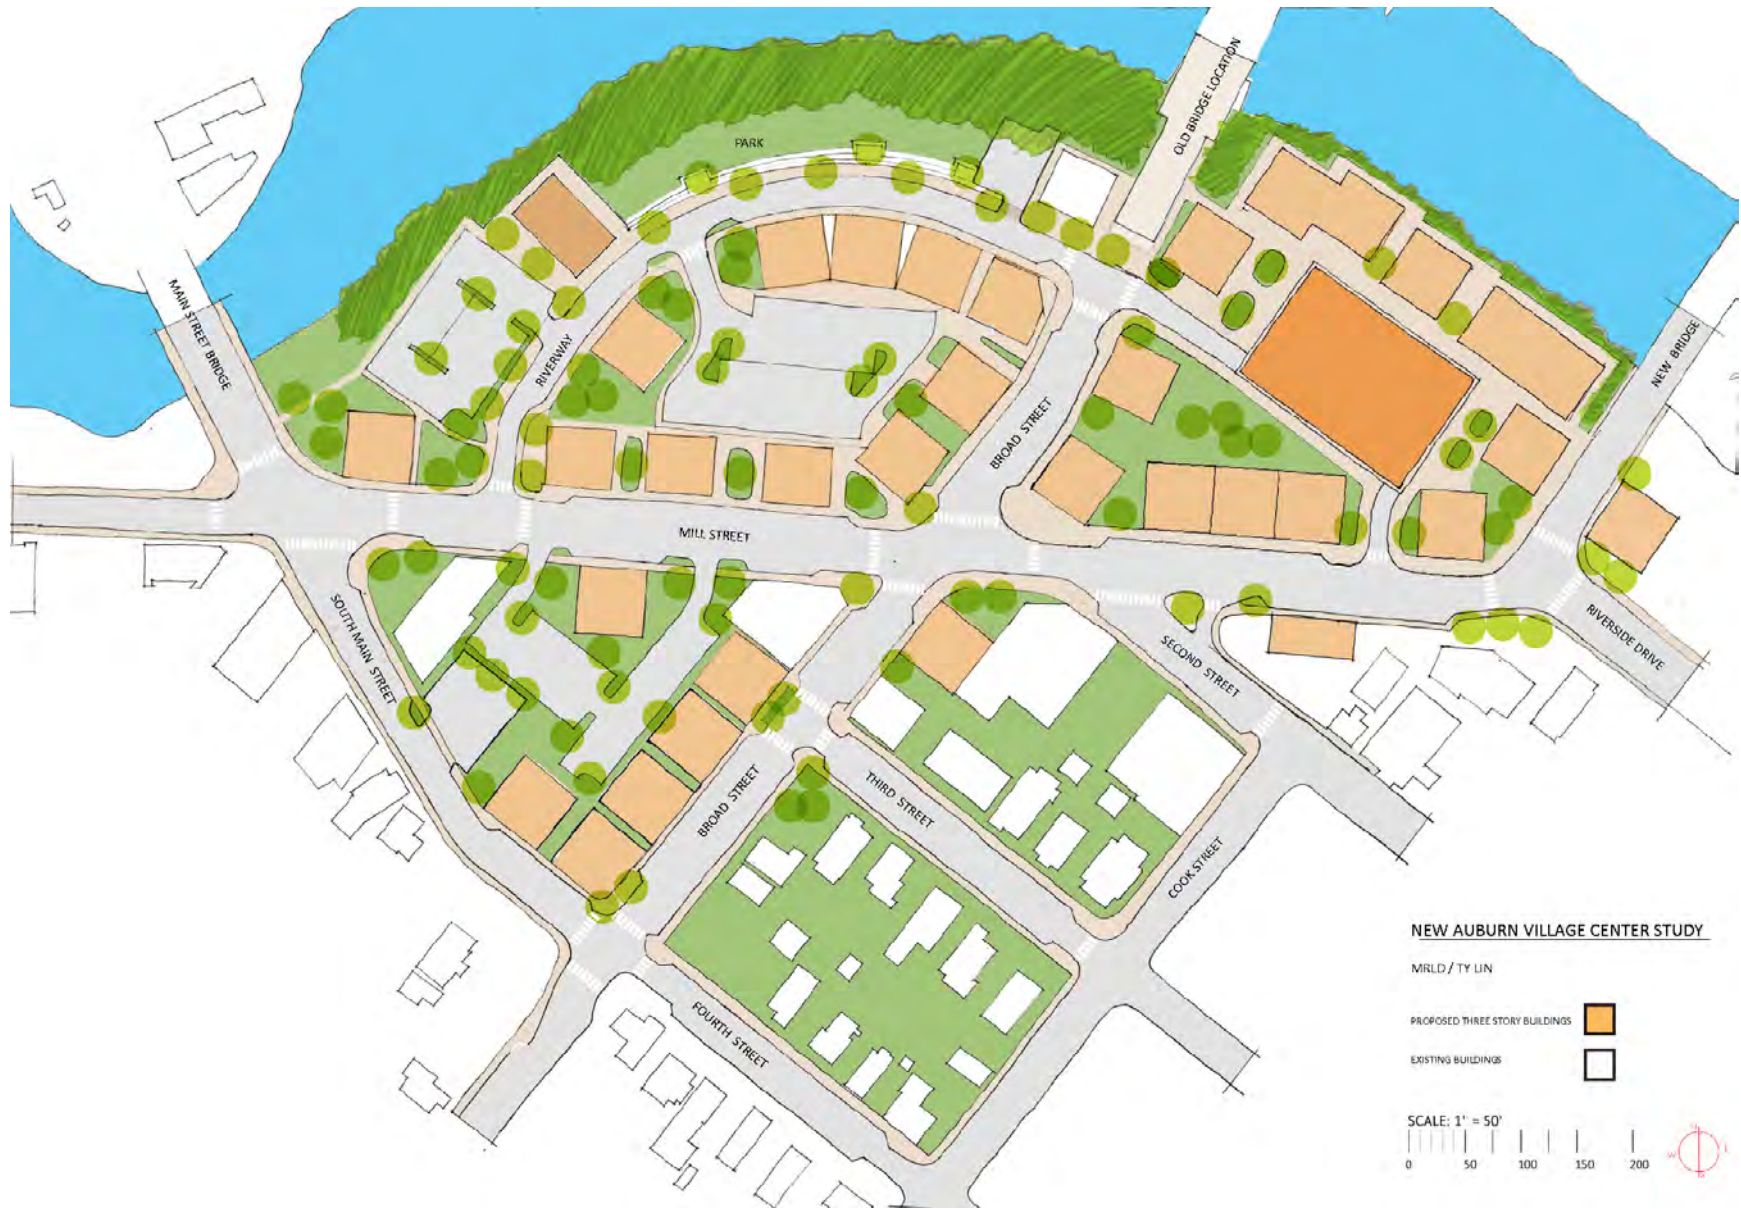 OLD BRIDGE LOCATION
PARK
MAIN STREET BRIDGE
RIVERWAY
NEW BRIDGE
BROAD STREET
MILL STREET
SOUTH MAIN STREET
SECOND STREET
RIVERSIDE DRIVE
BROAD STREET
THIRD STREET
COOK STREET
FOURTH STREET
NEW AUBURN VILLAGE CENTER STUDY
MRLD / TY LIN
PROPOSED THREE STORY BUILDINGS
EXISTING BUILDINGS
SCALE: 1' = 50'
0 50 100 150 200
W